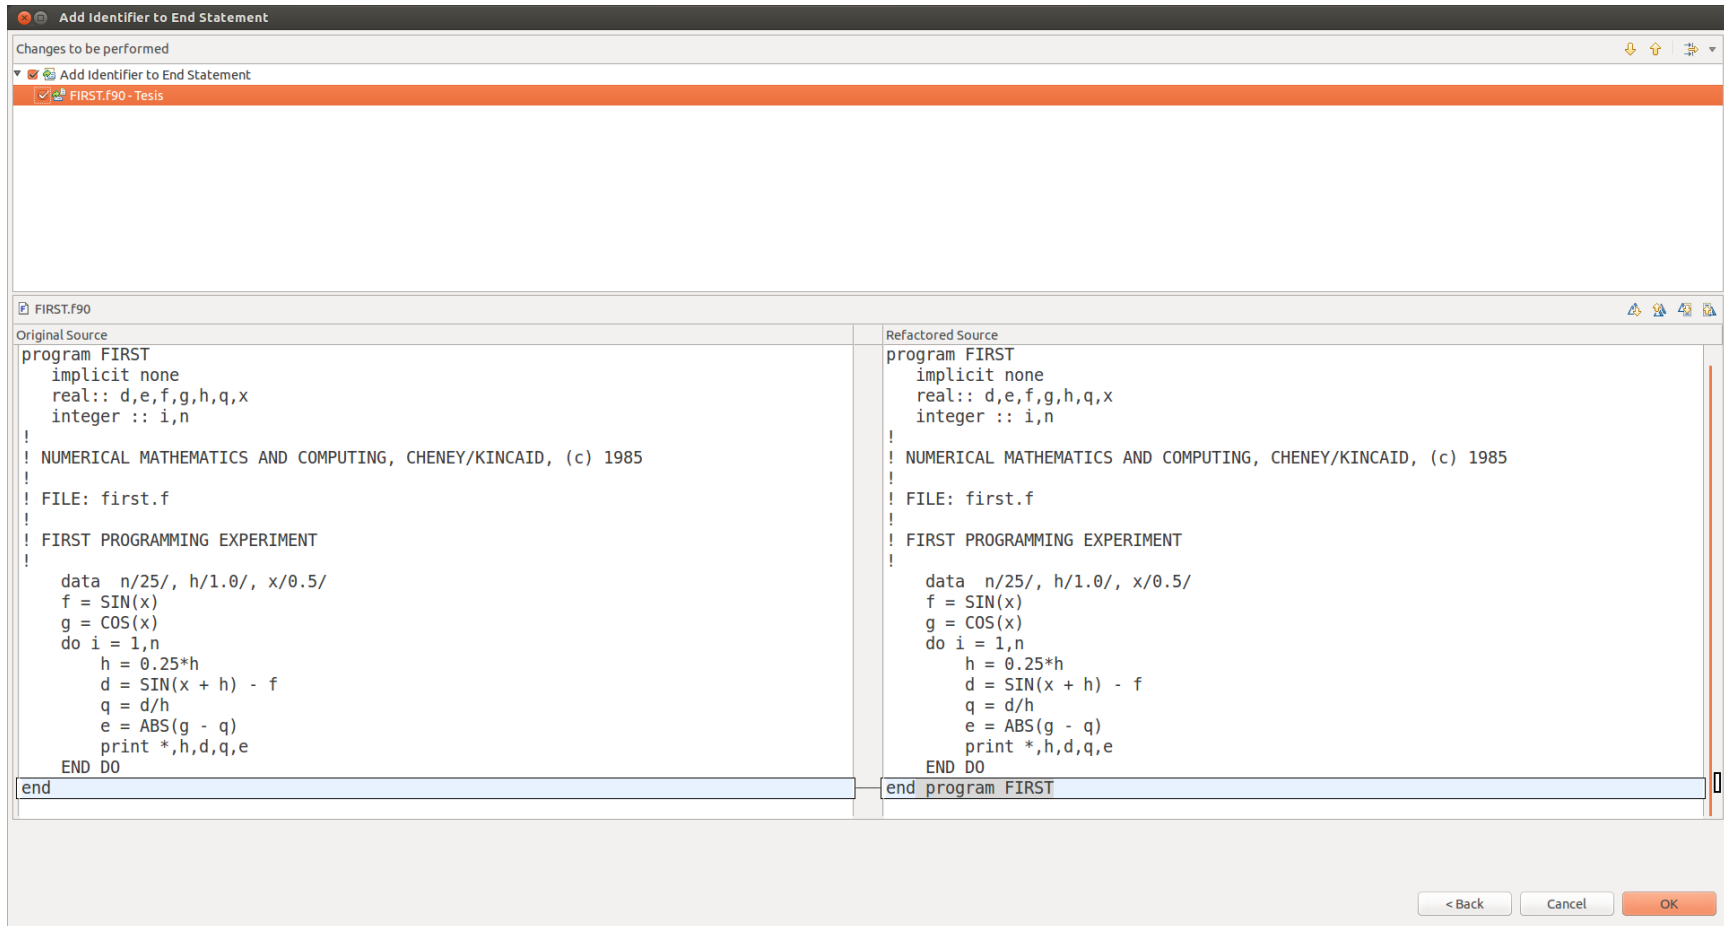 Add Identifier to End Statement
Changes to be performed
Add Identifier to End Statement
FIRST.f90 - Tesis
FIRST.f90
Original Source
program FIRST
   implicit none
   real:: d,e,f,g,h,q,x
   integer :: i,n
!
! NUMERICAL MATHEMATICS AND COMPUTING, CHENEY/KINCAID, (c) 1985
!
! FILE: first.f
!
! FIRST PROGRAMMING EXPERIMENT
!
    data  n/25/, h/1.0/, x/0.5/
    f = SIN(x)
    g = COS(x)
    do i = 1,n
        h = 0.25*h
        d = SIN(x + h) - f
        q = d/h
        e = ABS(g - q)
        print *,h,d,q,e
    END DO
end
Refactored Source
program FIRST
   implicit none
   real:: d,e,f,g,h,q,x
   integer :: i,n
!
! NUMERICAL MATHEMATICS AND COMPUTING, CHENEY/KINCAID, (c) 1985
!
! FILE: first.f
!
! FIRST PROGRAMMING EXPERIMENT
!
    data  n/25/, h/1.0/, x/0.5/
    f = SIN(x)
    g = COS(x)
    do i = 1,n
        h = 0.25*h
        d = SIN(x + h) - f
        q = d/h
        e = ABS(g - q)
        print *,h,d,q,e
    END DO
end program FIRST
< Back
Cancel
OK